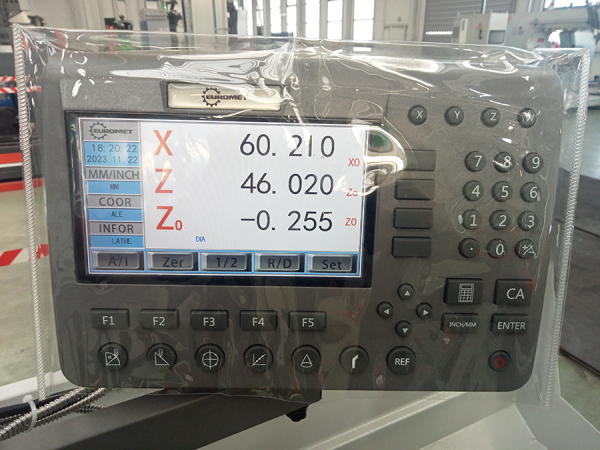 EUROMET
EUROMET
18:20:22
2023.11.22
MM/INCH
MM
COOR
ALE
INFOR
LATHE
X 60.210 X0
Z 46.020
Z0 -0.255 Z0
DIA
A/I Zer 1/2 R/D Set
X Y Z
7 8 9
4 5 6
1 2 3
. 0 +/-
CA
INCH/MM ENTER
F1 F2 F3 F4 F5
REF